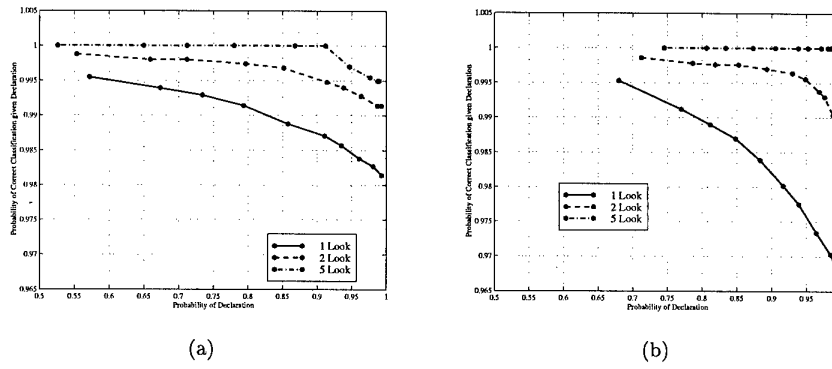 1.005
1
0.995
0.99
0.985
0.98
0.975
0.97
0.965
Probability of Correct Classification given Declaration
1 Look
2 Look
5 Look
0.5 0.55 0.6 0.65 0.7 0.75 0.8 0.85 0.9 0.95 1
Probability of Declaration
(a)
1.005
1
0.995
0.99
0.985
0.98
0.975
0.97
0.965
Probability of Correct Classification given Declaration
1 Look
2 Look
5 Look
0.5 0.55 0.6 0.65 0.7 0.75 0.8 0.85 0.9 0.95
Probability of Declaration
(b)